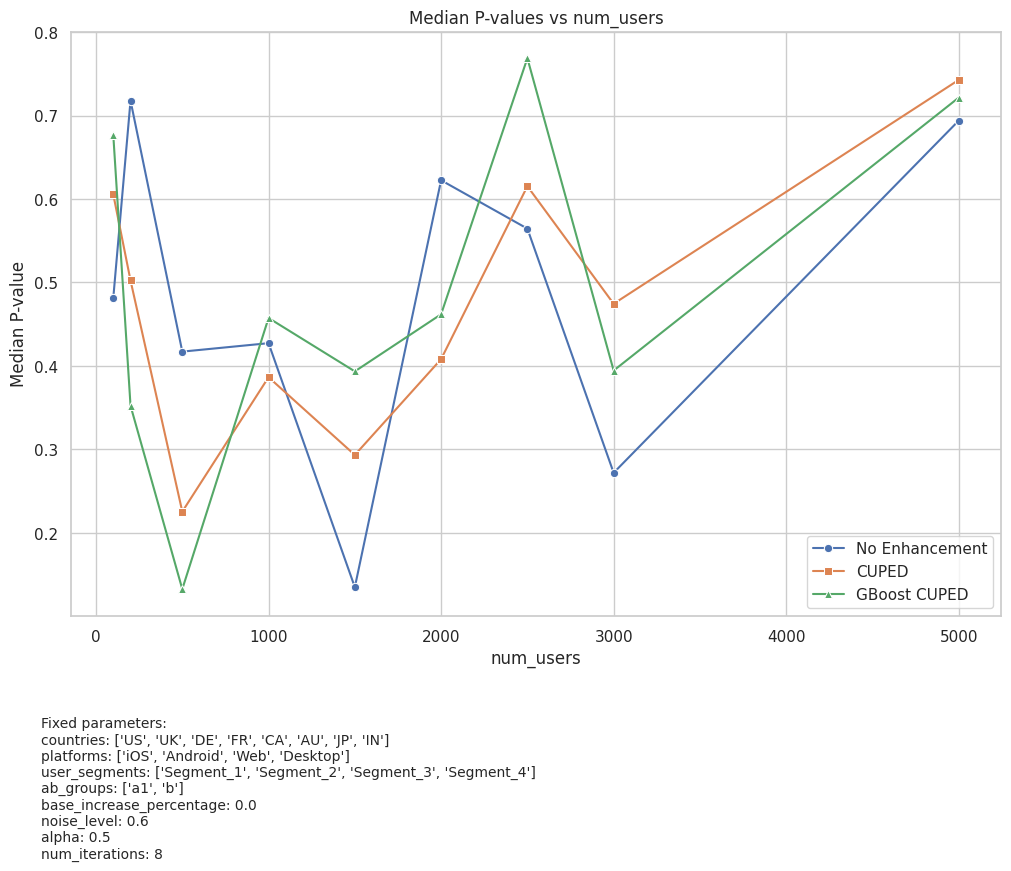 Median P-values vs num_users
Median P-value
0.8
0.7
0.6
0.5
0.4
0.3
0.2
No Enhancement
CUPED
GBoost CUPED
0 1000 2000 3000 4000 5000
num_users
Fixed parameters:
countries: ['US', 'UK', 'DE', 'FR', 'CA', 'AU', 'JP', 'IN']
platforms: ['iOS', 'Android', 'Web', 'Desktop']
user_segments: ['Segment_1', 'Segment_2', 'Segment_3', 'Segment_4']
ab_groups: ['a1', 'b']
base_increase_percentage: 0.0
noise_level: 0.6
alpha: 0.5
num_iterations: 8